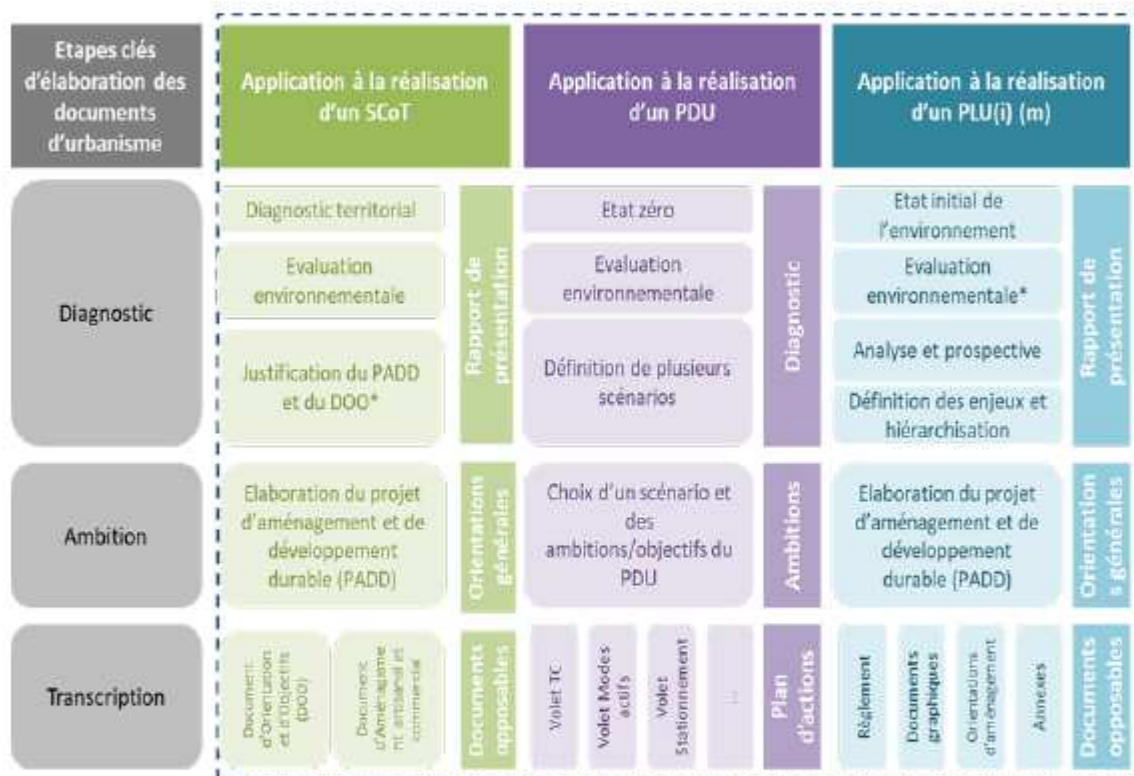 Etapes clés
d'élaboration des
documents
d'urbanisme
Application à la réalisation
d'un SCoT
Application à la réalisation
d'un PDU
Application à la réalisation
d'un PLU(i) (m)
Diagnostic
Diagnostic territorial
Evaluation
environnementale
Justification du PADD
et du DOO*
Rapport de
présentation
Etat zéro
Evaluation
environnementale
Définition de plusieurs
scénarios
Diagnostic
Etat initial de
l'environnement
Evaluation
environnementale*
Analyse et prospective
Définition des enjeux et
hiérarchisation
Rapport de
présentation
Ambition
Elaboration du projet
d'aménagement et de
développement
durable (PADD)
Orientations
générales
Choix d'un scénario et
des
ambitions/objectifs du
PDU
Ambitions
Elaboration du projet
d'aménagement et de
développement
durable (PADD)
Orientation
s générales
Transcription
Document
d'Orientation
et d'Objectifs
(DOO)
Document
d'Aménageme
nt artisanal et
commercial
Documents
opposables
Volet TC
Volet Modes
actifs
Volet
Stationnement
...
Plan
d'actions
Règlement
Documents
graphiques
Orientations
d'aménagement
Annexes
Documents
opposables